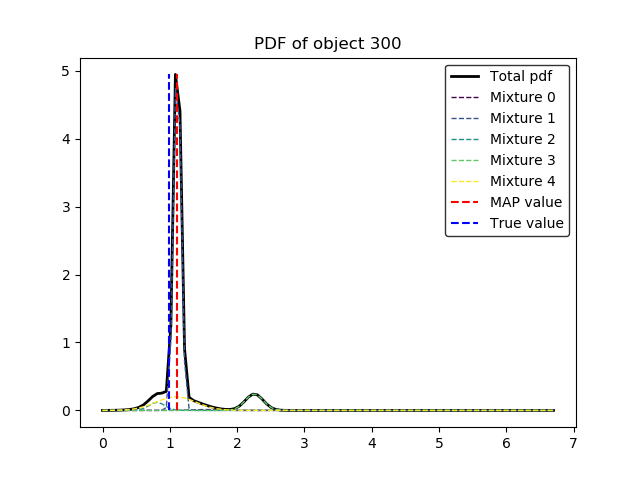 PDF of object 300
5
4
3
2
1
0
0 1 2 3 4 5 6 7
Total pdf
Mixture 0
Mixture 1
Mixture 2
Mixture 3
Mixture 4
MAP value
True value